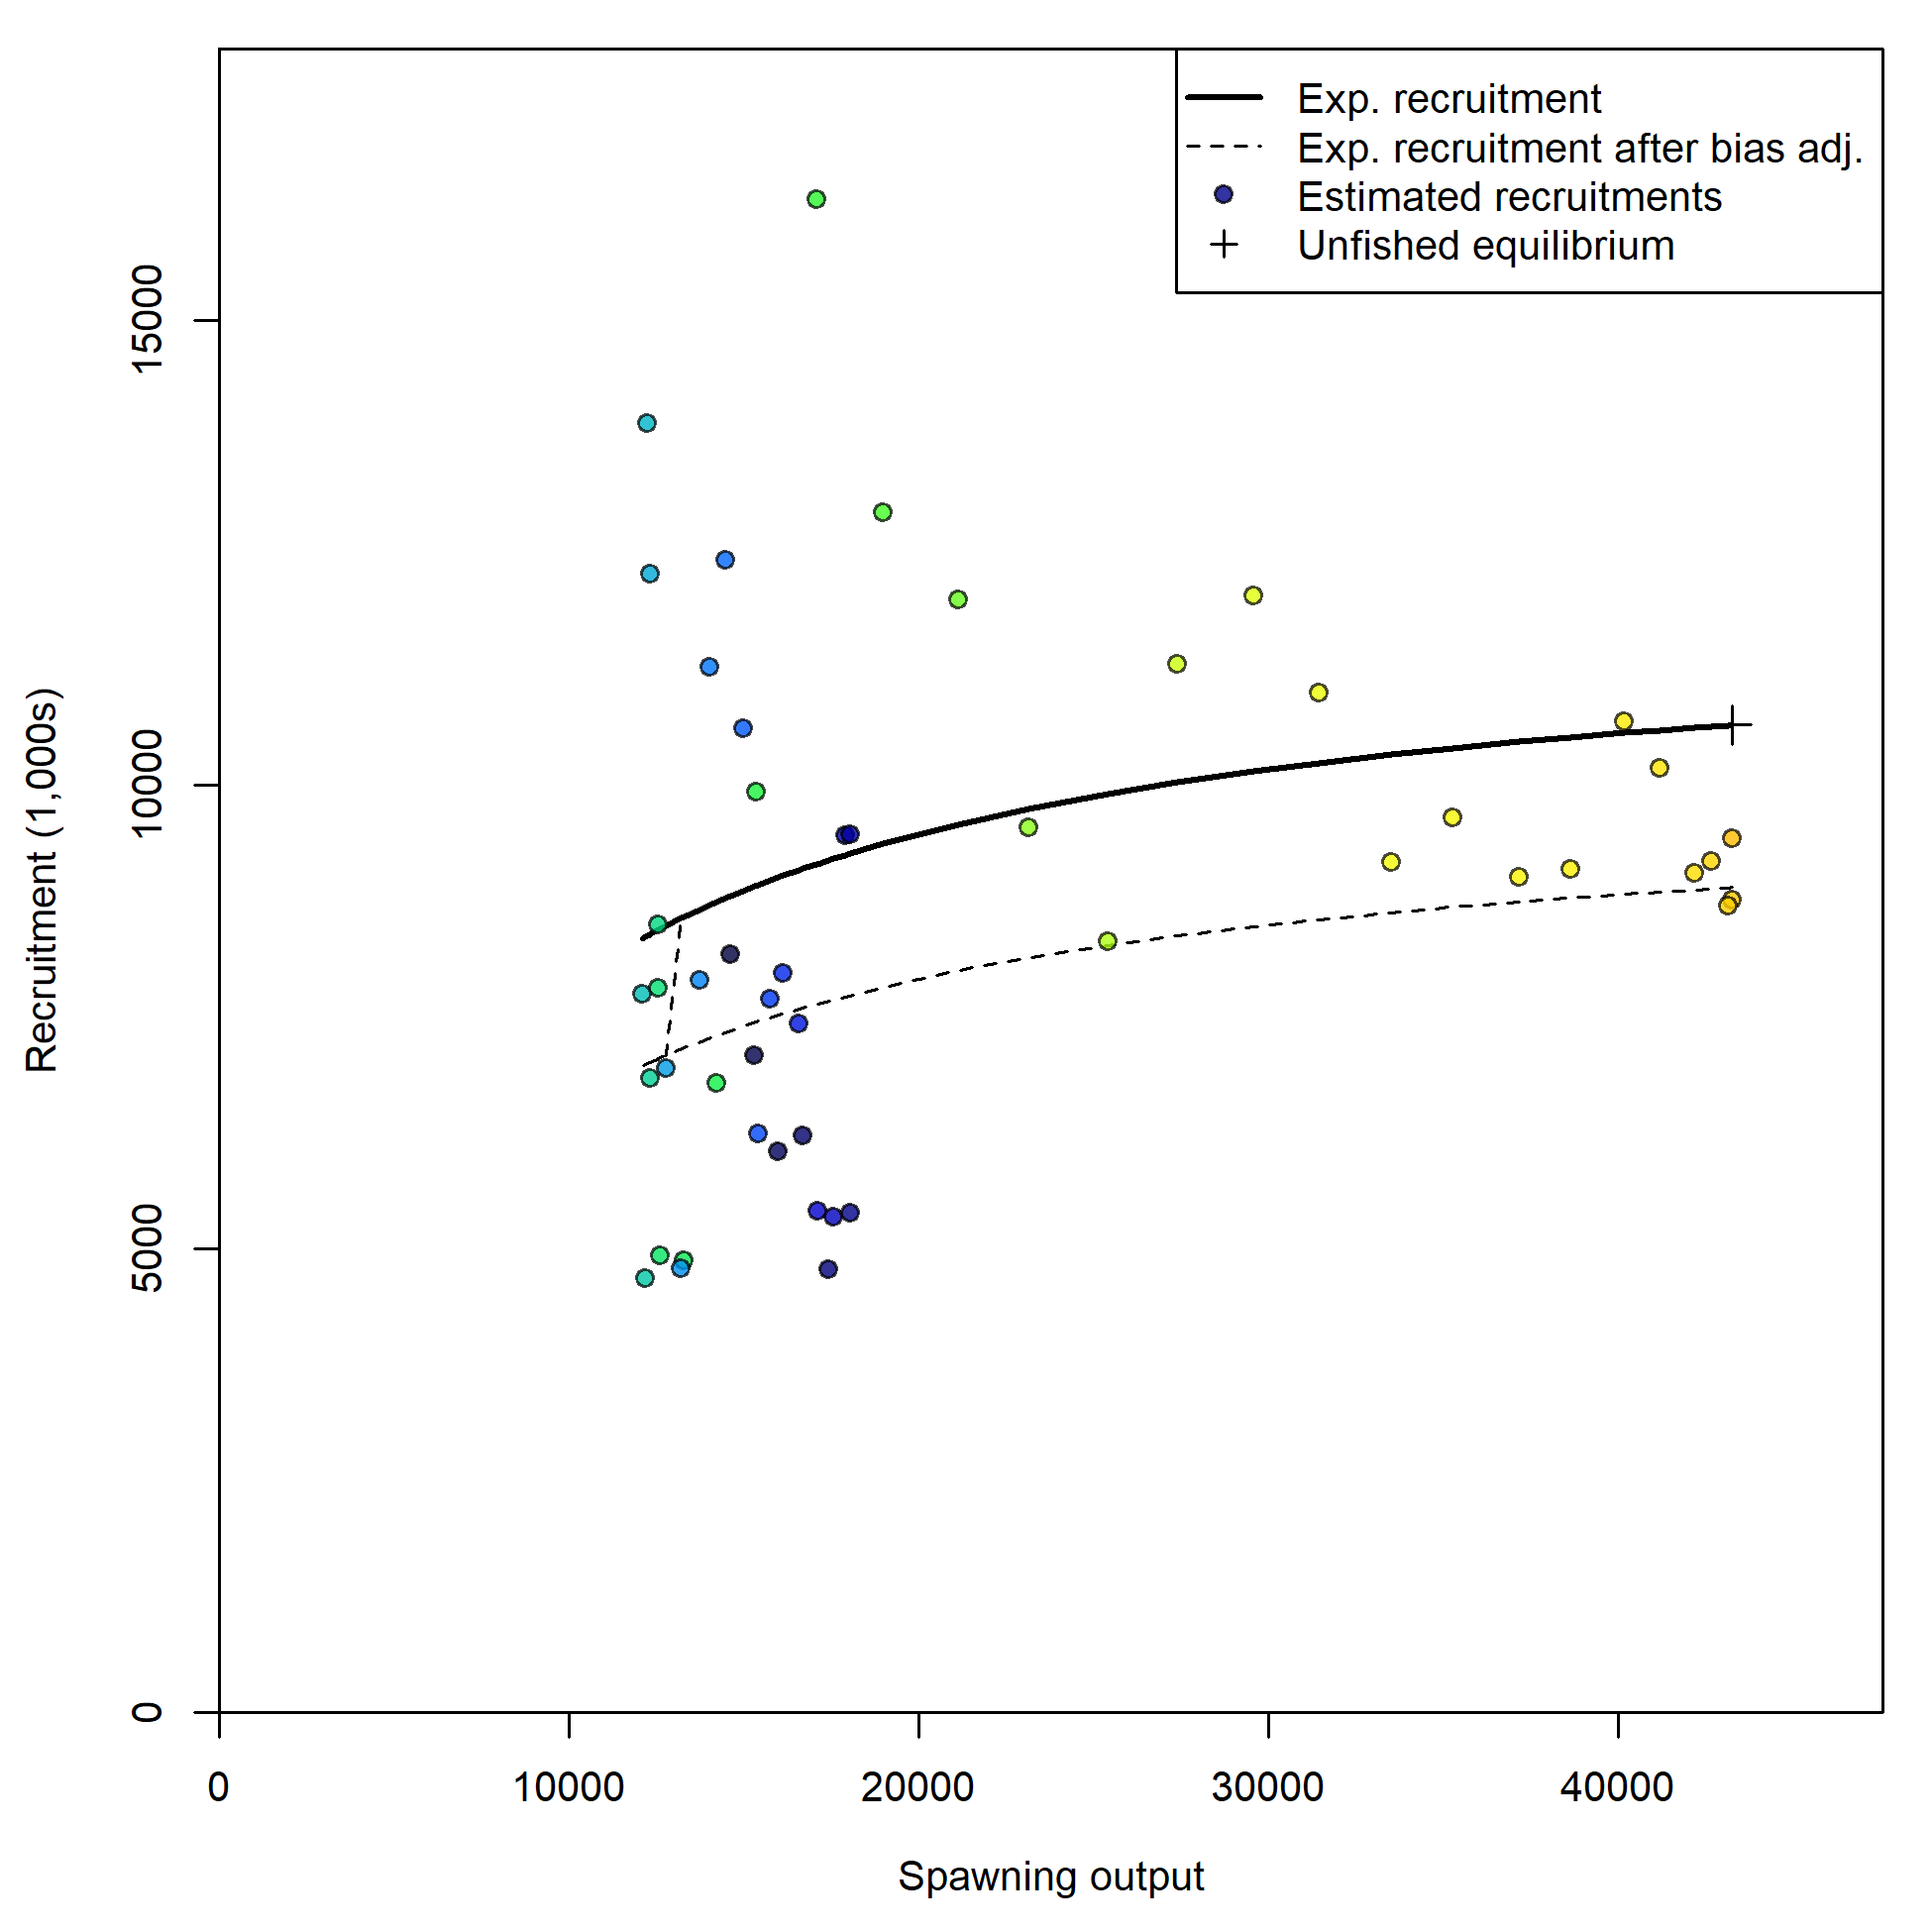 Exp. recruitment
Exp. recruitment after bias adj.
Estimated recruitments
Unfished equilibrium
15000
10000
5000
0
Recruitment (1,000s)
0 10000 20000 30000 40000
Spawning output